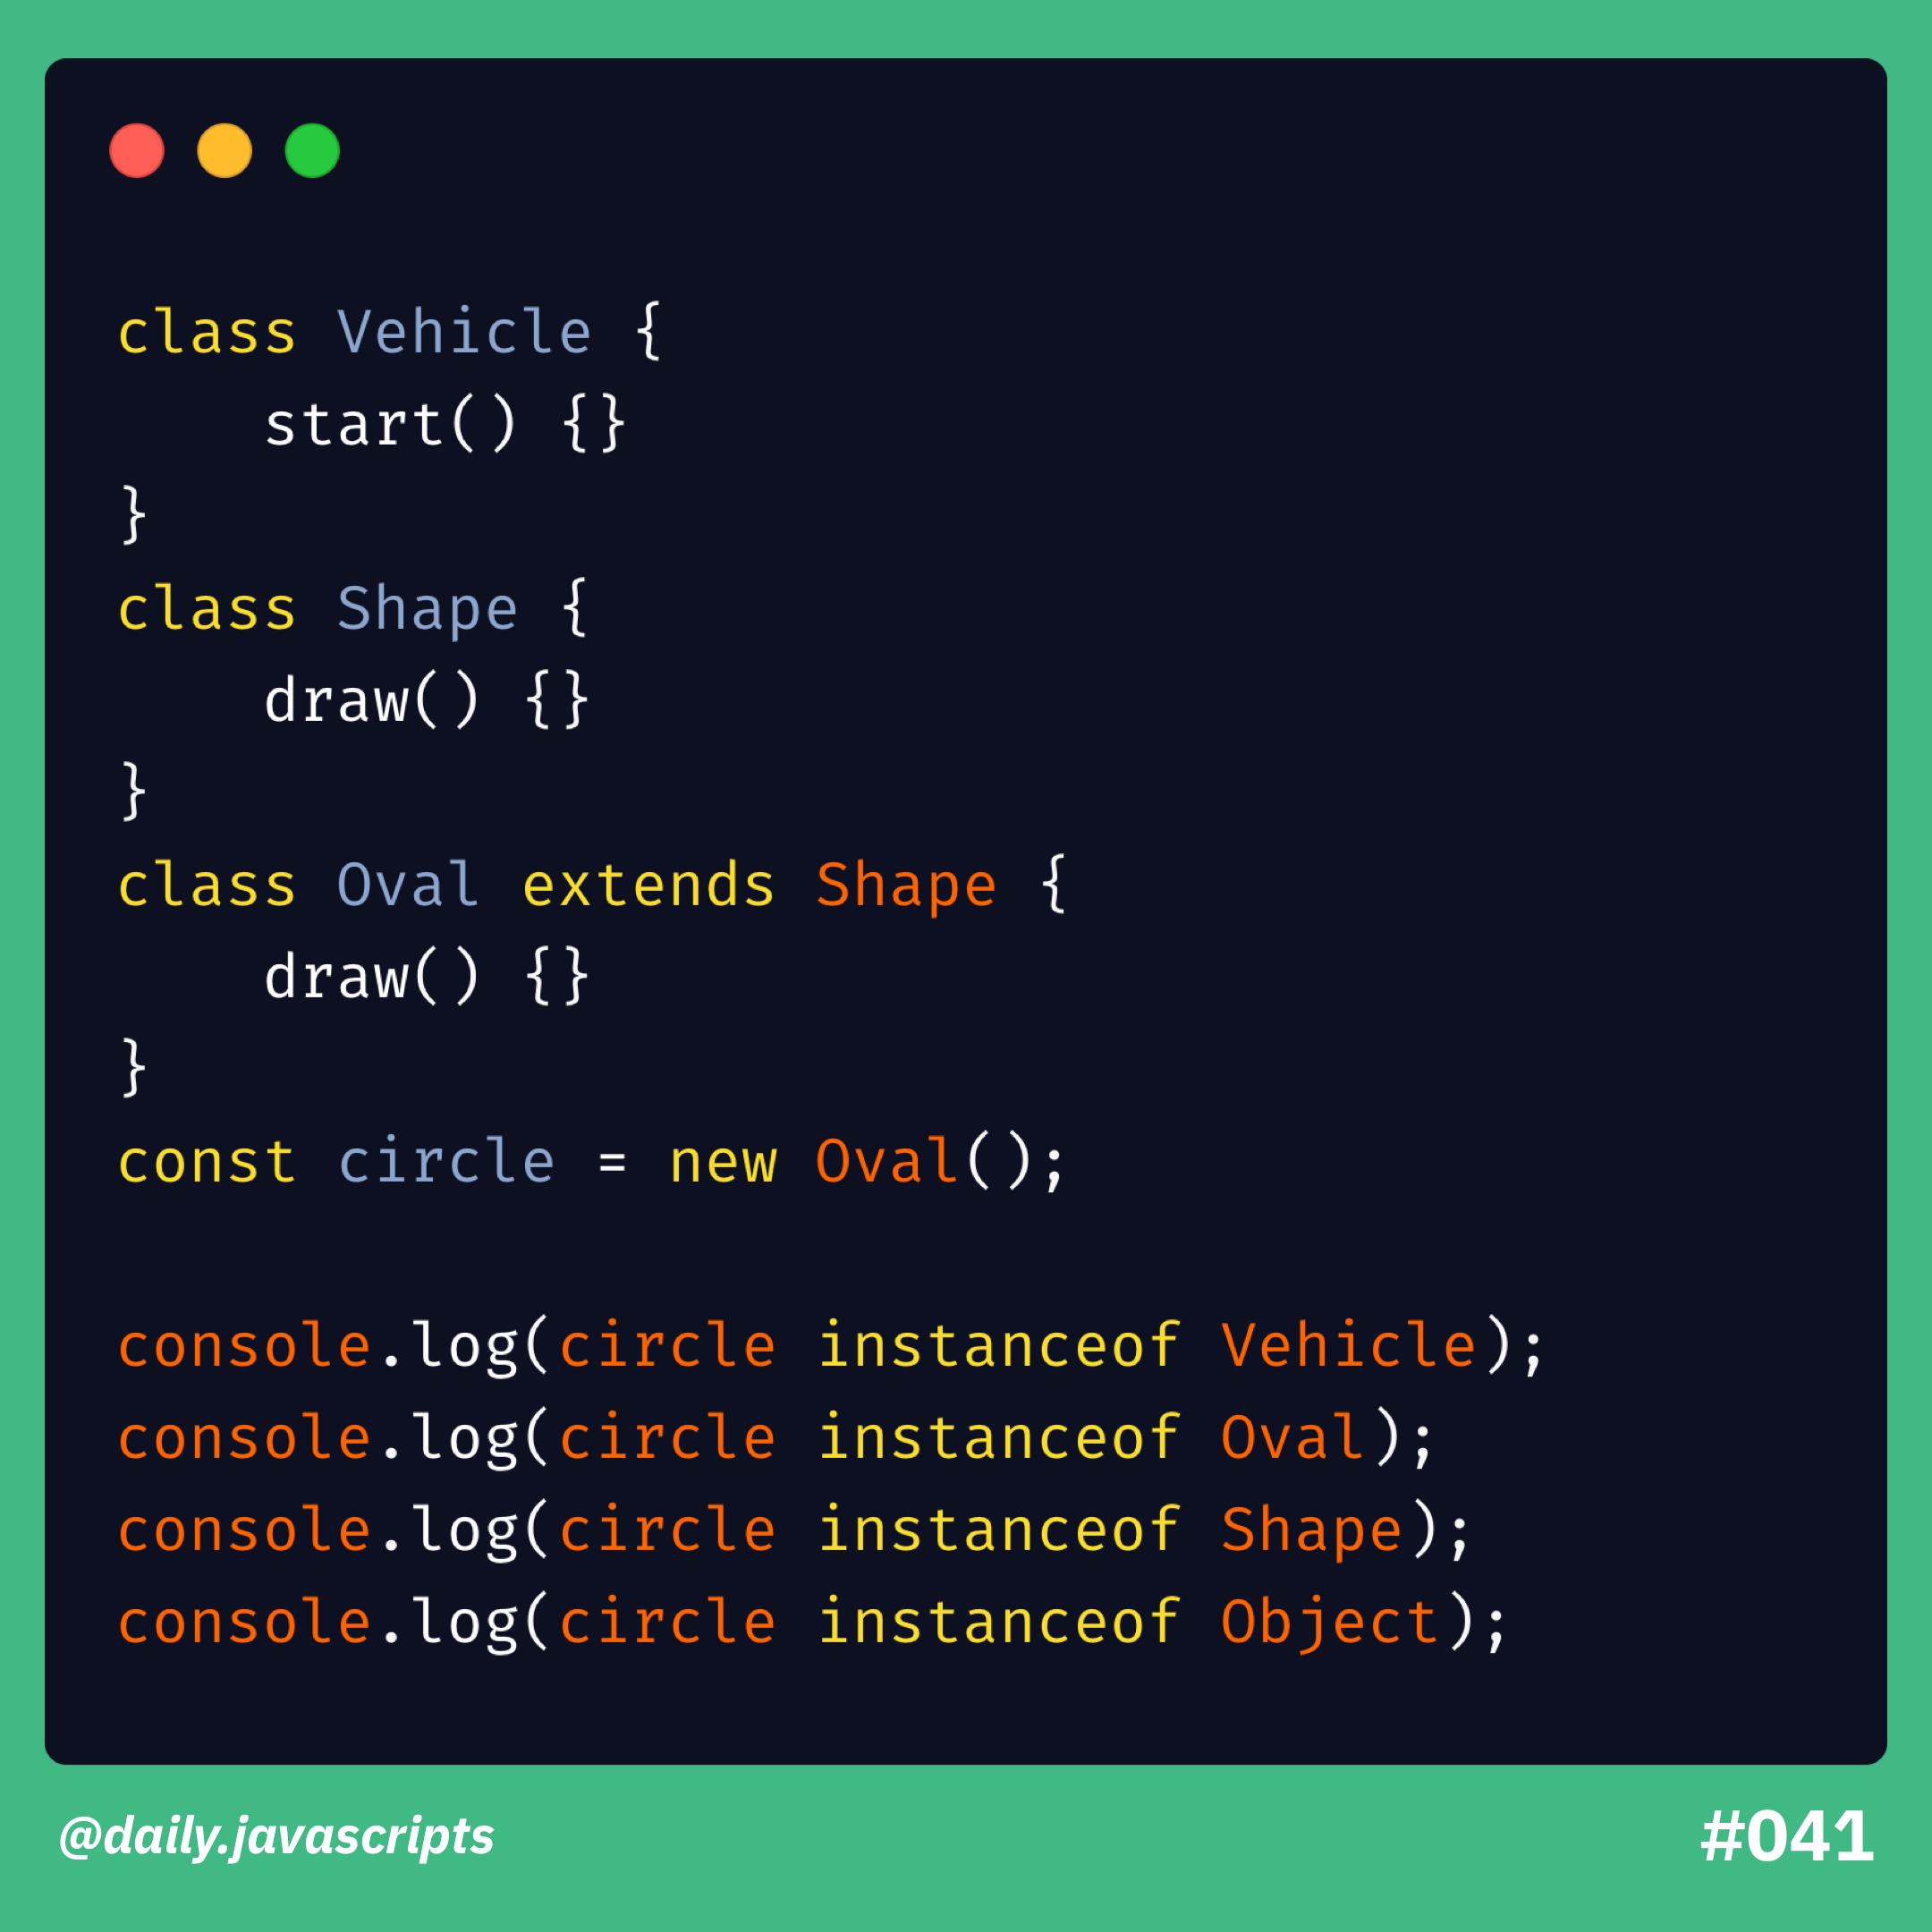 class Vehicle {
    start() {}
}
class Shape {
    draw() {}
}
class Oval extends Shape {
    draw() {}
}
const circle = new Oval();

console.log(circle instanceof Vehicle);
console.log(circle instanceof Oval);
console.log(circle instanceof Shape);
console.log(circle instanceof Object);
@daily.javascripts
#041